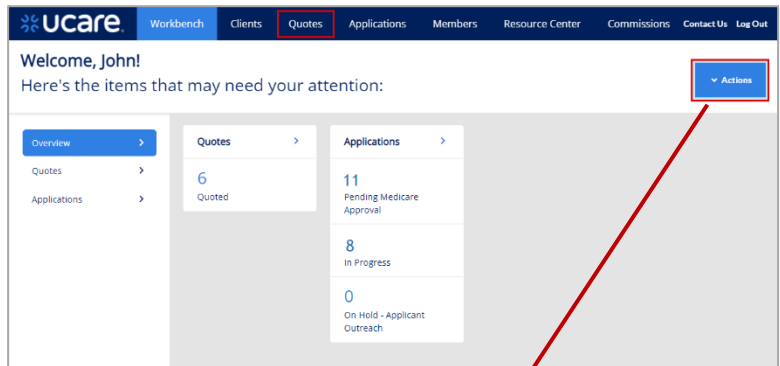 ucare. Workbench Clients Quotes Applications Members Resource Center Commissions Contact Us Log Out
Welcome, John!
Here's the items that may need your attention:
Actions
Overview
Quotes
Applications
Quotes
6
Quoted
Applications
11
Pending Medicare
Approval
8
In Progress
0
On Hold - Applicant
Outreach